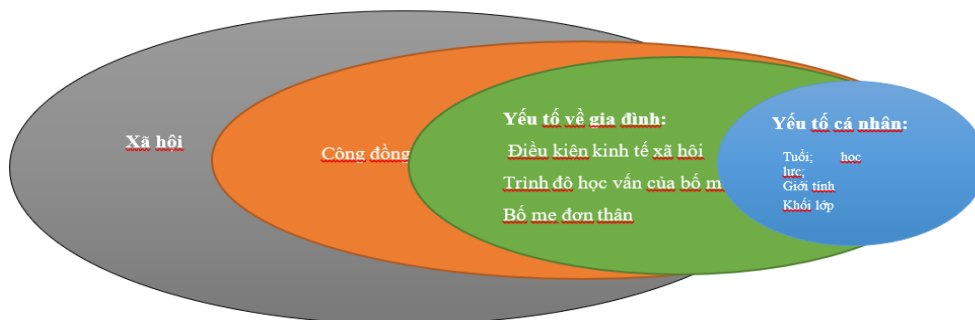 Xã hội
Công đồng
Yếu tố về gia đình:
Điều kiện kinh tế xã hội
Trình đô học vấn của bố m
Bố me đơn thân
Yếu tố cá nhân:
Tuổi; hoc
lưc;
Giới tính
Khối lớp